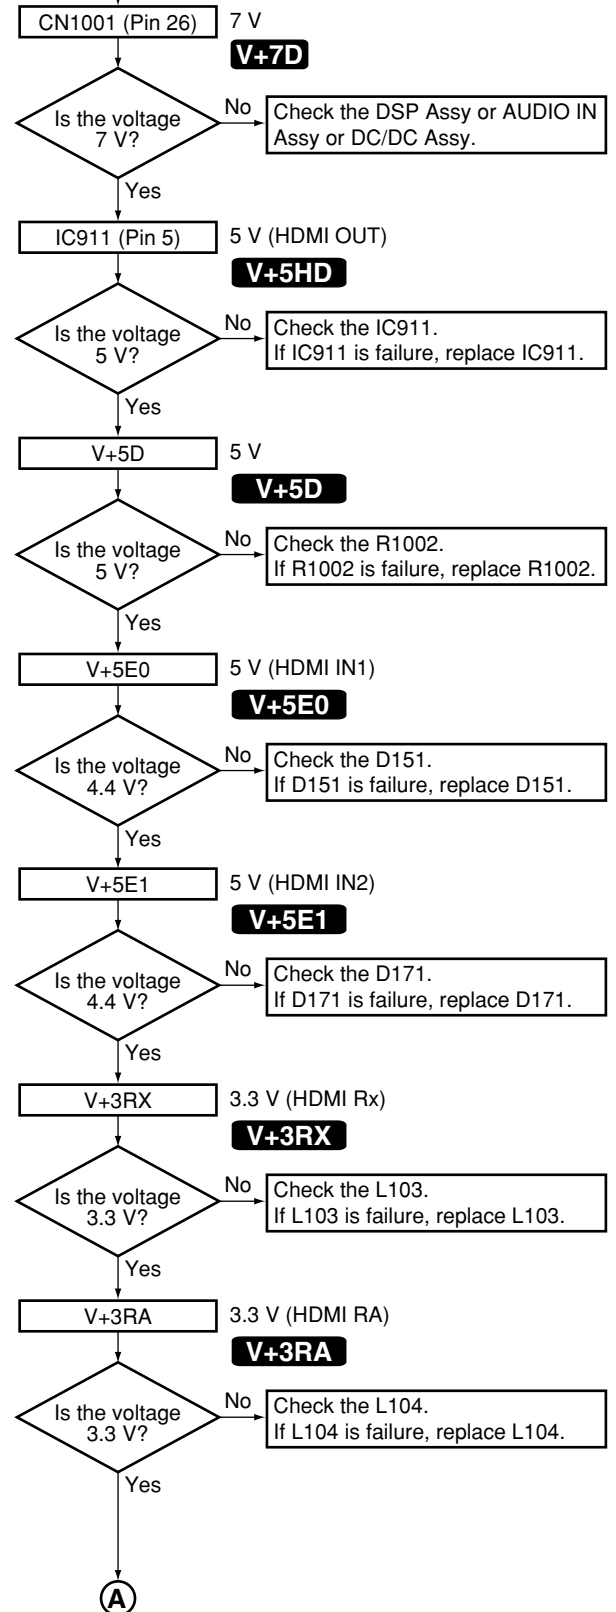 CN1001 (Pin 26)
7 V
V+7D
Is the voltage
7 V?
No
Check the DSP Assy or AUDIO IN
Assy or DC/DC Assy.
Yes
IC911 (Pin 5)
5 V (HDMI OUT)
V+5HD
Is the voltage
5 V?
No
Check the IC911.
If IC911 is failure, replace IC911.
Yes
V+5D
5 V
V+5D
Is the voltage
5 V?
No
Check the R1002.
If R1002 is failure, replace R1002.
Yes
V+5E0
5 V (HDMI IN1)
V+5E0
Is the voltage
4.4 V?
No
Check the D151.
If D151 is failure, replace D151.
Yes
V+5E1
5 V (HDMI IN2)
V+5E1
Is the voltage
4.4 V?
No
Check the D171.
If D171 is failure, replace D171.
Yes
V+3RX
3.3 V (HDMI Rx)
V+3RX
Is the voltage
3.3 V?
No
Check the L103.
If L103 is failure, replace L103.
Yes
V+3RA
3.3 V (HDMI RA)
V+3RA
Is the voltage
3.3 V?
No
Check the L104.
If L104 is failure, replace L104.
Yes
A